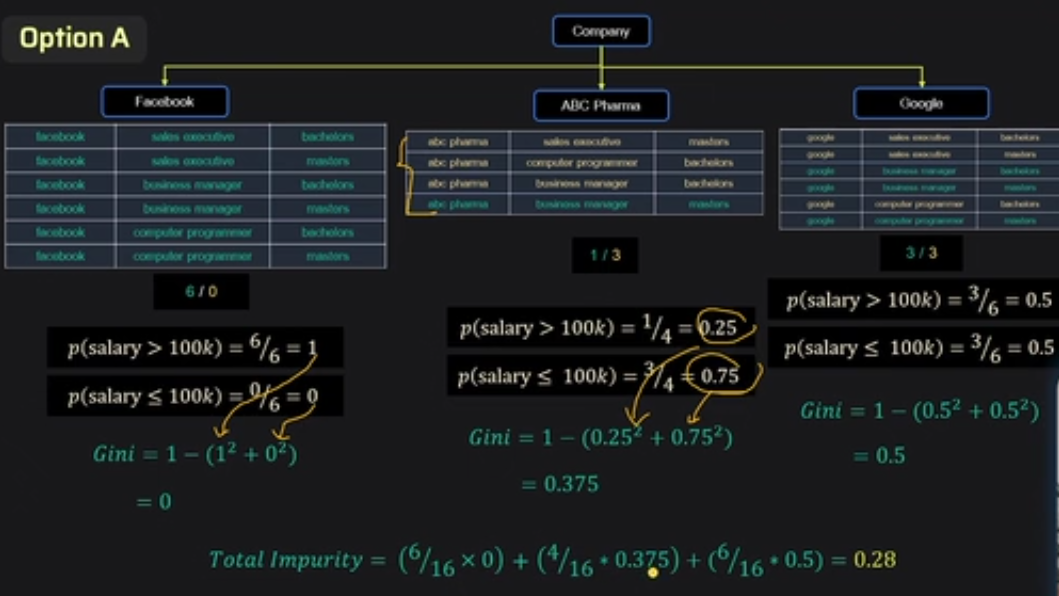 Option A
Company
Facebook
ABC Pharma
Google
facebook sales executive bachelors
facebook sales executive masters
facebook business manager bachelors
facebook business manager masters
facebook computer programmer bachelors
facebook computer programmer masters
6 / 0
abc pharma sales executive masters
abc pharma computer programmer bachelors
abc pharma business manager bachelors
abc pharma business manager masters
1 / 3
google sales executive bachelors
google sales executive masters
google business manager bachelors
google business manager masters
google computer programmer bachelors
google computer programmer masters
3 / 3
p(salary > 100k) = 6/6 = 1
p(salary ≤ 100k) = 0/6 = 0
Gini = 1 − (1² + 0²)
= 0
p(salary > 100k) = 1/4 = 0.25
p(salary ≤ 100k) = 3/4 = 0.75
Gini = 1 − (0.25² + 0.75²)
= 0.375
p(salary > 100k) = 3/6 = 0.5
p(salary ≤ 100k) = 3/6 = 0.5
Gini = 1 − (0.5² + 0.5²)
= 0.5
Total Impurity = (6/16 × 0) + (4/16 * 0.375) + (6/16 * 0.5) = 0.28